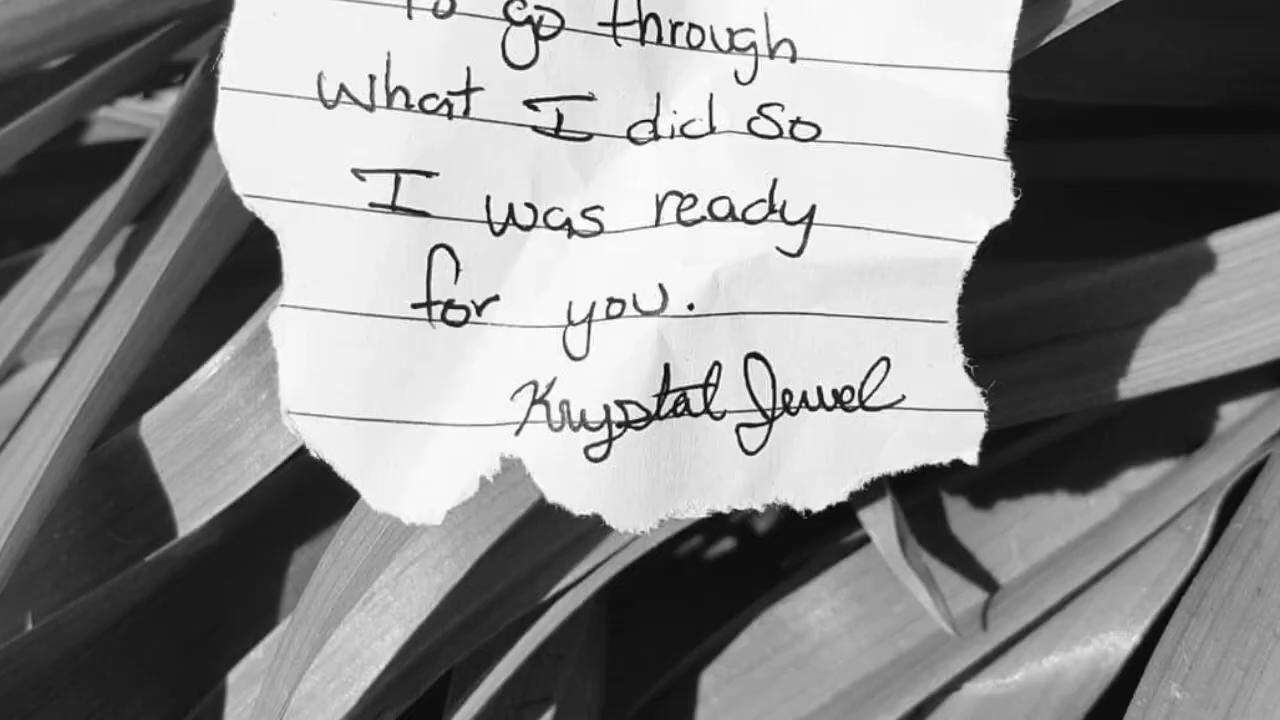 to go through
what I did so
I was ready
for you.
Krystal Jewel